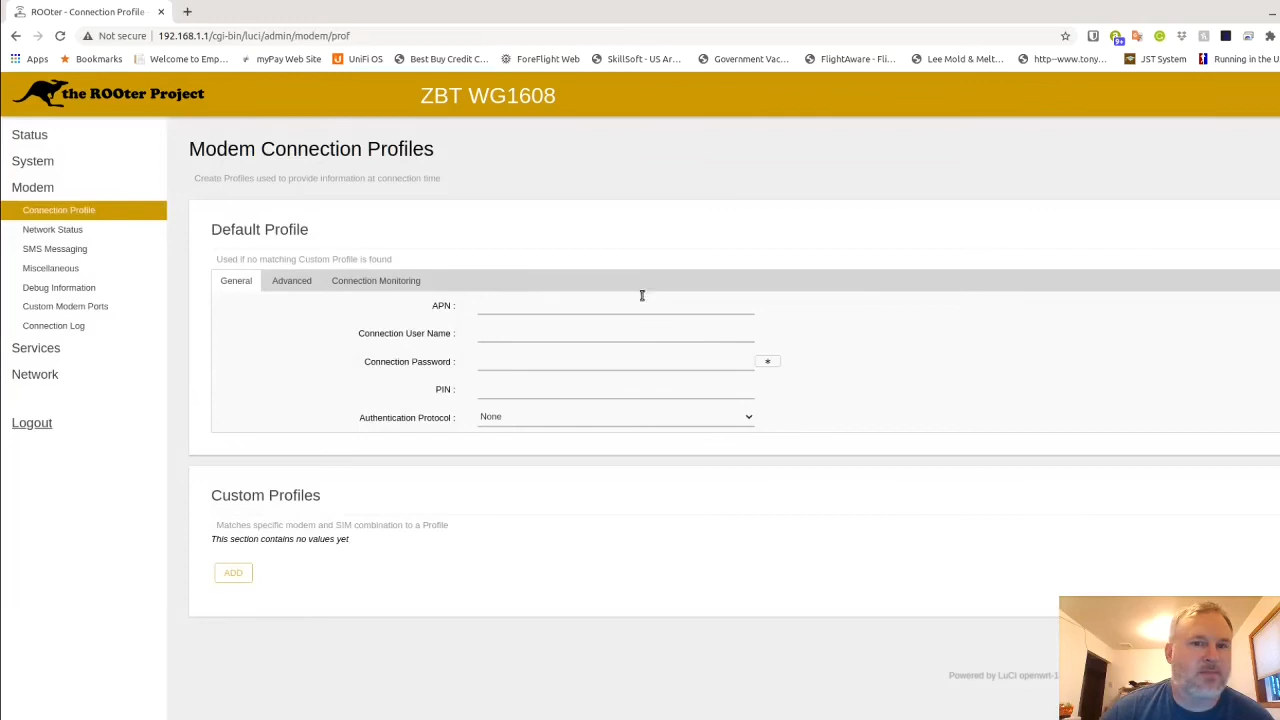 ROOter - Connection Profile
Not secure | 192.168.1.1/cgi-bin/luci/admin/modem/prof
9+
Apps Bookmarks Welcome to Emp... myPay Web Site UniFi OS Best Buy Credit C... ForeFlight Web SkillSoft - US Ar... Government Vac... FlightAware - Fli... Lee Mold & Melt... http--www.tony... JST System Running in the U
the ROOter Project
ZBT WG1608
Status
System
Modem
Connection Profile
Network Status
SMS Messaging
Miscellaneous
Debug Information
Custom Modem Ports
Connection Log
Services
Network
Logout
Modem Connection Profiles
Create Profiles used to provide information at connection time
Default Profile
Used if no matching Custom Profile is found
General Advanced Connection Monitoring
APN :
Connection User Name :
Connection Password : *
PIN :
Authentication Protocol : None
Custom Profiles
Matches specific modem and SIM combination to a Profile
This section contains no values yet
ADD
Powered by LuCI openwrt-1